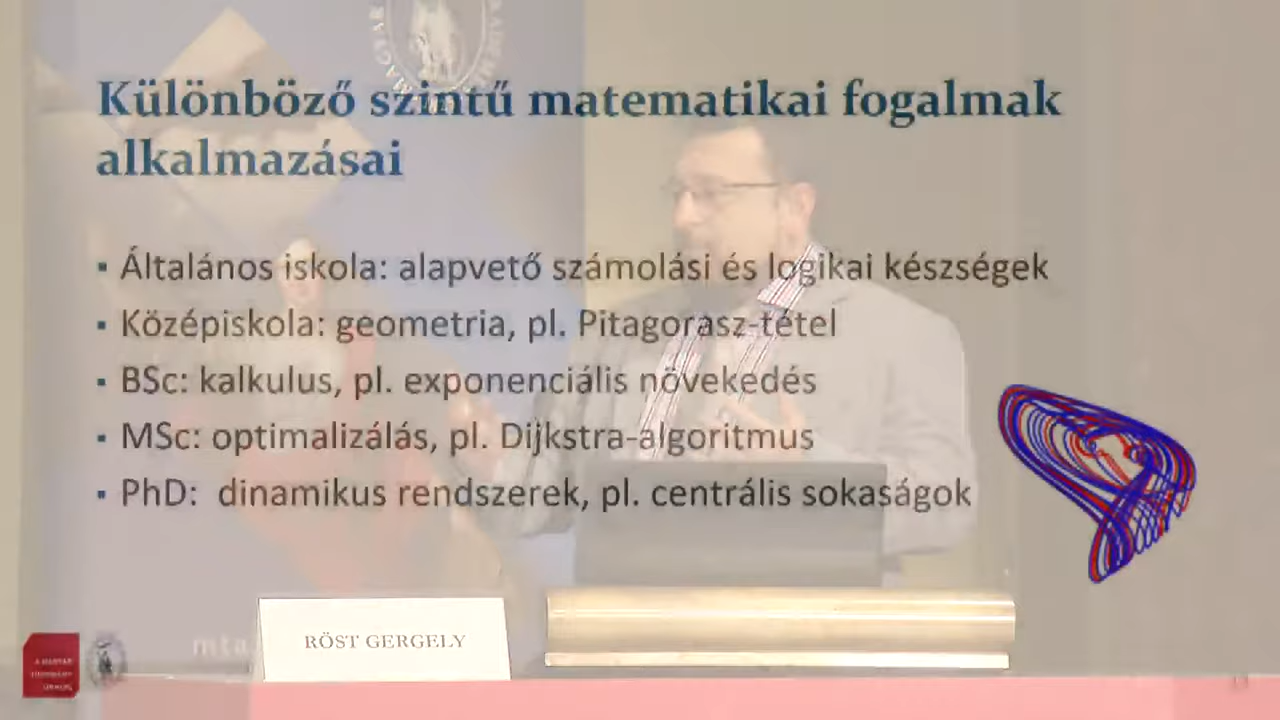 Különböző szintű matematikai fogalmak
alkalmazásai
▪ Általános iskola: alapvető számolási és logikai készségek
▪ Középiskola: geometria, pl. Pitagorasz-tétel
▪ BSc: kalkulus, pl. exponenciális növekedés
▪ MSc: optimalizálás, pl. Dijkstra-algoritmus
▪ PhD: dinamikus rendszerek, pl. centrális sokaságok
RÖST GERGELY
mta
A MAGYAR